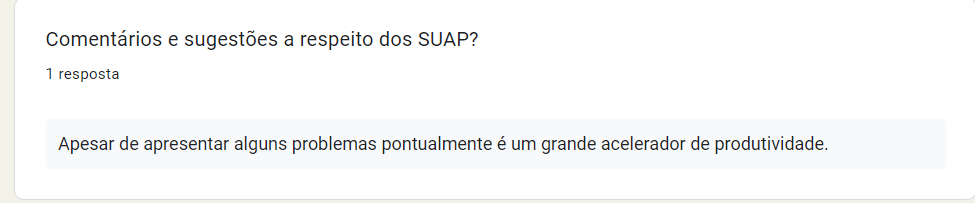 Comentários e sugestões a respeito dos SUAP?
1 resposta
Apesar de apresentar alguns problemas pontualmente é um grande acelerador de produtividade.